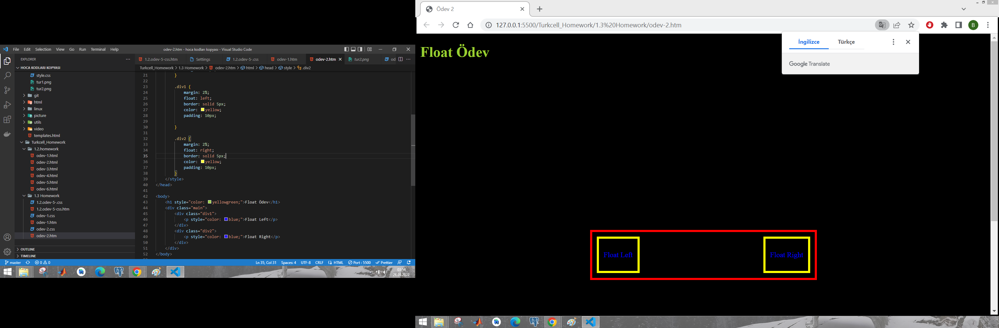 File Edit Selection View Go Run Terminal Help
odev-2.htm - hoca kodları kopyası - Visual Studio Code
EXPLORER
HOCA KODLARI KOPYASI
style.css
tur1.png
tur2.png
git
html
linux
picture
utils
video
templates.html
Turkcell_Homework
1.2.homework
odev-1.html
odev-2.html
odev-3.html
odev-4.html
odev-5.html
odev-6.html
1.3 Homework
1.2.odev-5-.css
1.2.odev-5-css.htm
odev-1.css
odev-1.htm
odev-2.css
odev-2.htm
OUTLINE
TIMELINE
1.2.odev-5-css.htm Settings 1.2.odev-5-.css odev-1.htm odev-2.htm tur2.png od
Turkcell_Homework > 1.3 Homework > odev-2.htm > html > head > style > .div2
21 }
22
23 .div1 {
24 margin: 2%;
25 float: left;
26 border: solid 5px;
27 color: yellow;
28 padding: 10px;
29
30 }
31
32 .div2 {
33 margin: 2%;
34 float: right;
35 border: solid 5px;
36 color: yellow;
37 padding: 10px;
38 }
39 </style>
40 </head>
41
42 <body>
43 <h1 style="color: yellowgreen;">Float Ödev</h1>
44 <div class="main">
45 <div class="div1">
46 <p style="color: blue;">Float Left</p>
47 </div>
48 <div class="div2">
49 <p style="color: blue;">Float Right</p>
50 </div>
51 </div>
52 </body>
master 0 0
Ln 35, Col 31 Spaces: 4 UTF-8 CRLF HTML Port : 5500 Prettier
03:54
26.05.2022
Ödev 2
127.0.0.1:5500/Turkcell_Homework/1.3%20Homework/odev-2.htm
B
İngilizce Türkçe
Google Translate
Float Ödev
Float Left
Float Right